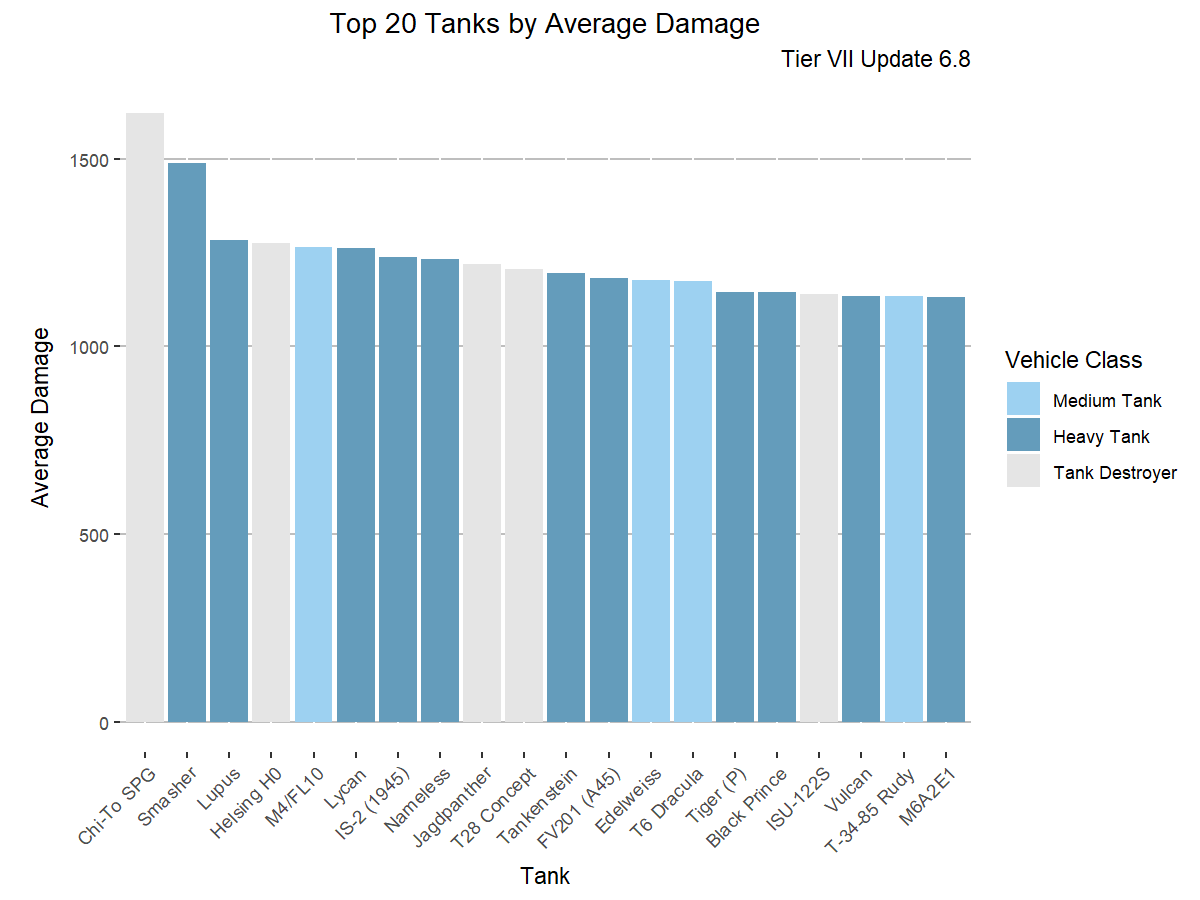 Top 20 Tanks by Average Damage
Tier VII Update 6.8
Average Damage
1500
1000
500
0
Chi-To SPG
Smasher
Lupus
Helsing H0
M4/FL10
Lycan
IS-2 (1945)
Nameless
Jagdpanther
T28 Concept
Tankenstein
FV201 (A45)
Edelweiss
T6 Dracula
Tiger (P)
Black Prince
ISU-122S
Vulcan
T-34-85 Rudy
M6A2E1
Tank
Vehicle Class
Medium Tank
Heavy Tank
Tank Destroyer